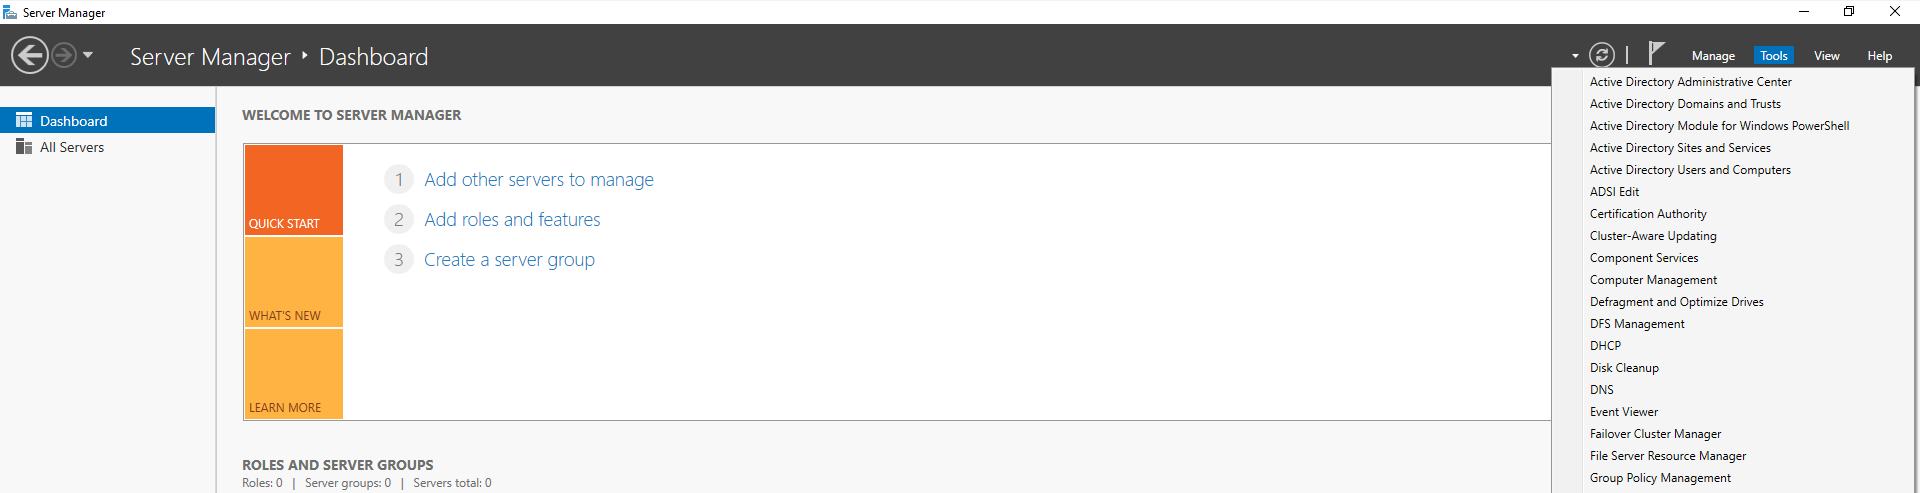 Server Manager
Server Manager ‣ Dashboard
Manage Tools View Help
Dashboard
All Servers
WELCOME TO SERVER MANAGER
QUICK START
WHAT'S NEW
LEARN MORE
1 Add other servers to manage
2 Add roles and features
3 Create a server group
ROLES AND SERVER GROUPS
Roles: 0 | Server groups: 0 | Servers total: 0
Active Directory Administrative Center
Active Directory Domains and Trusts
Active Directory Module for Windows PowerShell
Active Directory Sites and Services
Active Directory Users and Computers
ADSI Edit
Certification Authority
Cluster-Aware Updating
Component Services
Computer Management
Defragment and Optimize Drives
DFS Management
DHCP
Disk Cleanup
DNS
Event Viewer
Failover Cluster Manager
File Server Resource Manager
Group Policy Management